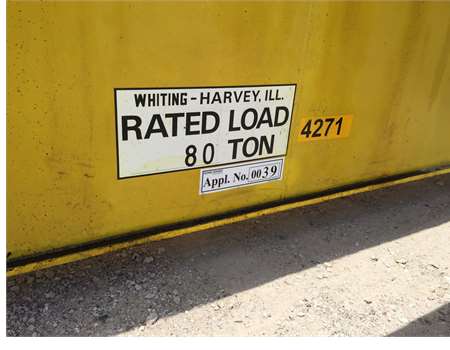 WHITING-HARVEY, ILL.
RATED LOAD
80 TON
4271
Appl. No. 0039